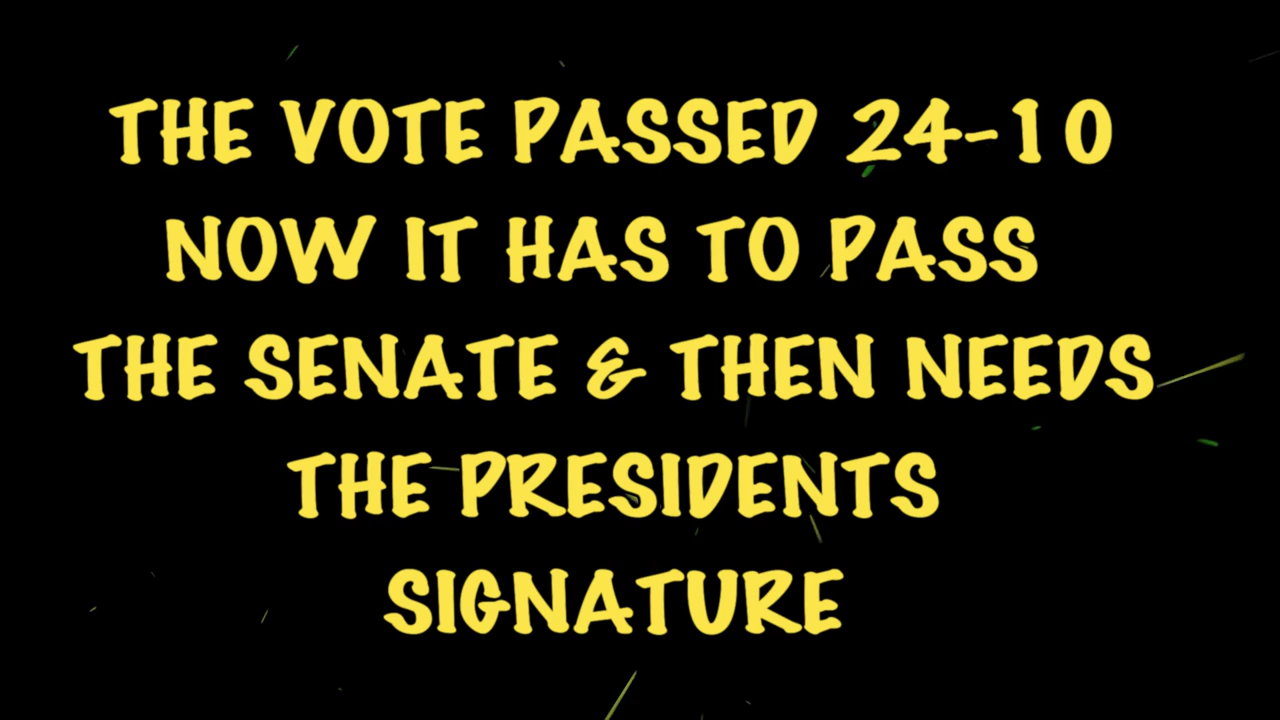 THE VOTE PASSED 24-10
NOW IT HAS TO PASS
THE SENATE & THEN NEEDS
THE PRESIDENTS
SIGNATURE